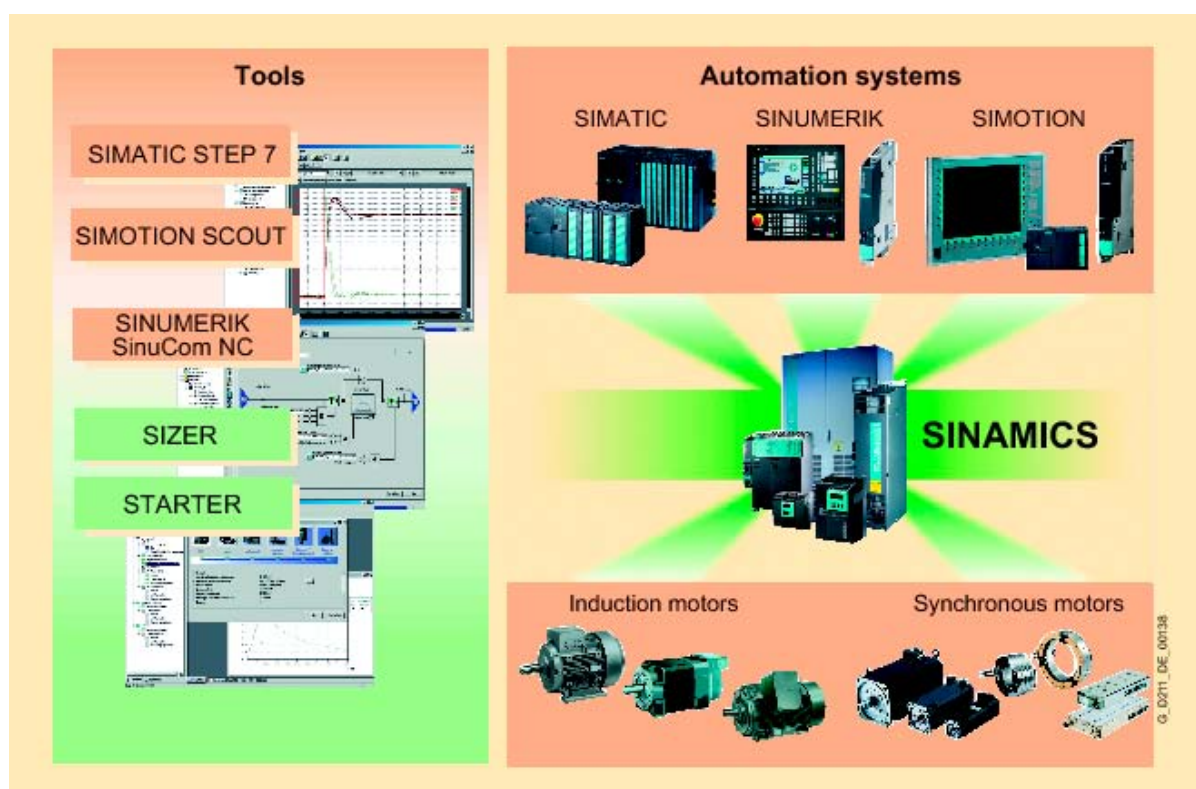 Tools
SIMATIC STEP 7
SIMOTION SCOUT
SINUMERIK
SinuCom NC
SIZER
STARTER
Automation systems
SIMATIC
SINUMERIK
SIMOTION
SINAMICS
Induction motors
Synchronous motors
G_D211_DE_00138